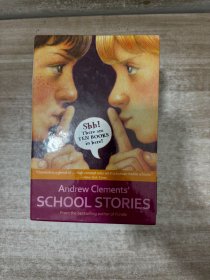 Shh!
There are
TEN BOOKS
in here!
Andrew Clements'
SCHOOL STORIES
From the bestselling author of Frindle